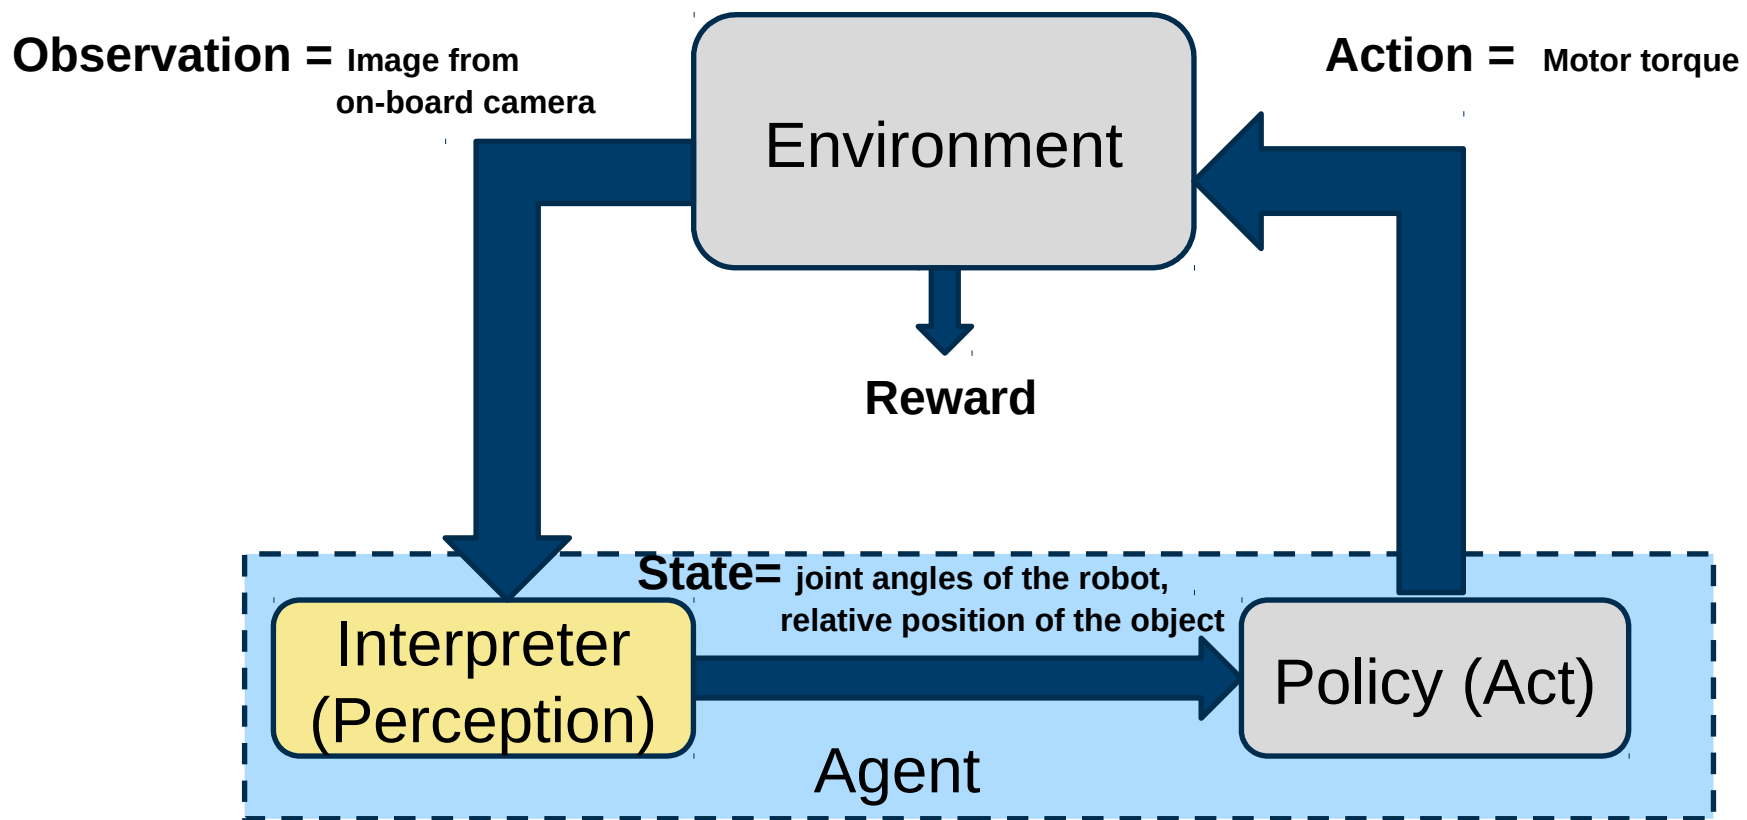 Observation = Image from
on-board camera
Environment
Action = Motor torque
Reward
State= joint angles of the robot,
relative position of the object
Interpreter
(Perception)
Policy (Act)
Agent